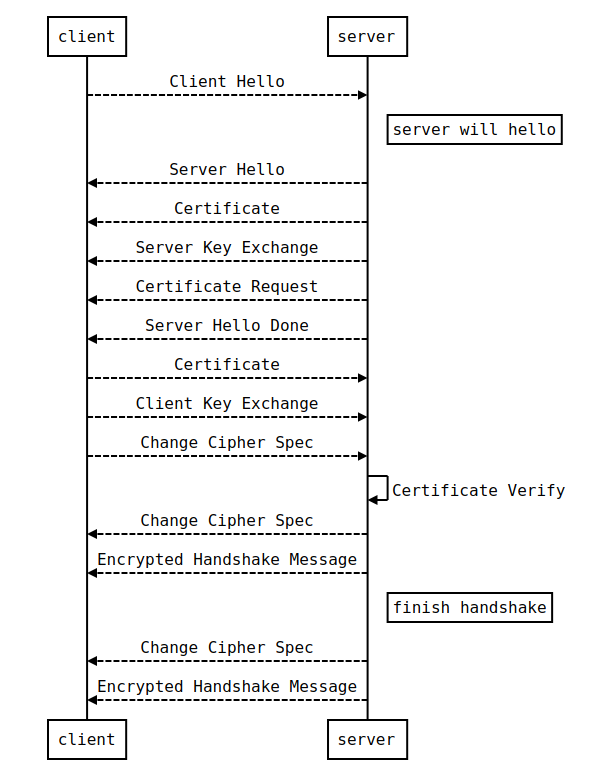 client
server
Client Hello
server will hello
Server Hello
Certificate
Server Key Exchange
Certificate Request
Server Hello Done
Certificate
Client Key Exchange
Change Cipher Spec
Certificate Verify
Change Cipher Spec
Encrypted Handshake Message
finish handshake
Change Cipher Spec
Encrypted Handshake Message
client
server